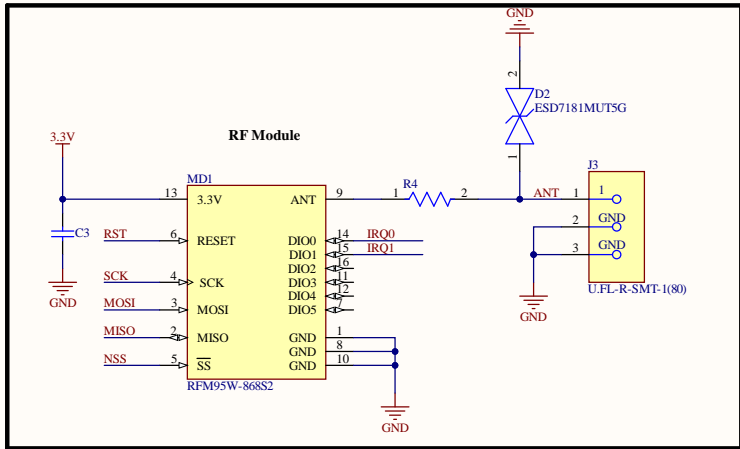 GND
2
D2
ESD7181MUT5G
1
3.3V
RF Module
MD1
J3
13 3.3V ANT 9 1 R4 2 ANT 1 1
C3
GND
RST 6 RESET DIO0 14 IRQ0 2 GND
DIO1 15 IRQ1 3 GND
DIO2 16
SCK 4 SCK DIO3 11
DIO4 12
MOSI 3 MOSI DIO5 7
GND
U.FL-R-SMT-1(80)
MISO 2 MISO GND 1
GND 8
NSS 5 SS GND 10
RFM95W-868S2
GND